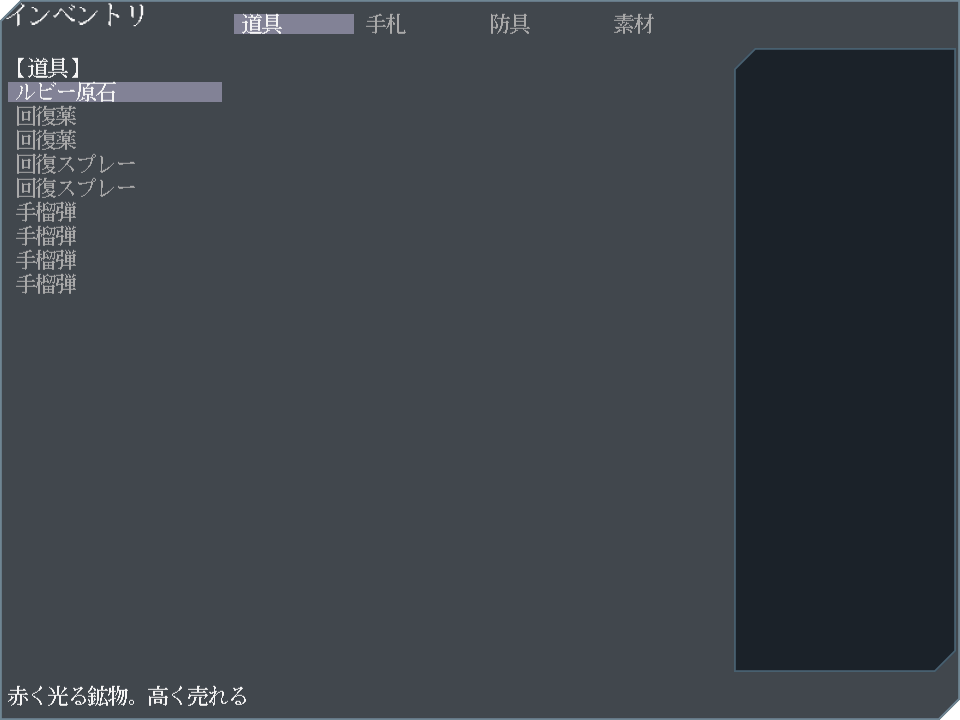 インベントリ
道具 手札 防具 素材
【道具】
ルビー原石
回復薬
回復薬
回復スプレー
回復スプレー
手榴弾
手榴弾
手榴弾
手榴弾
赤く光る鉱物。高く売れる